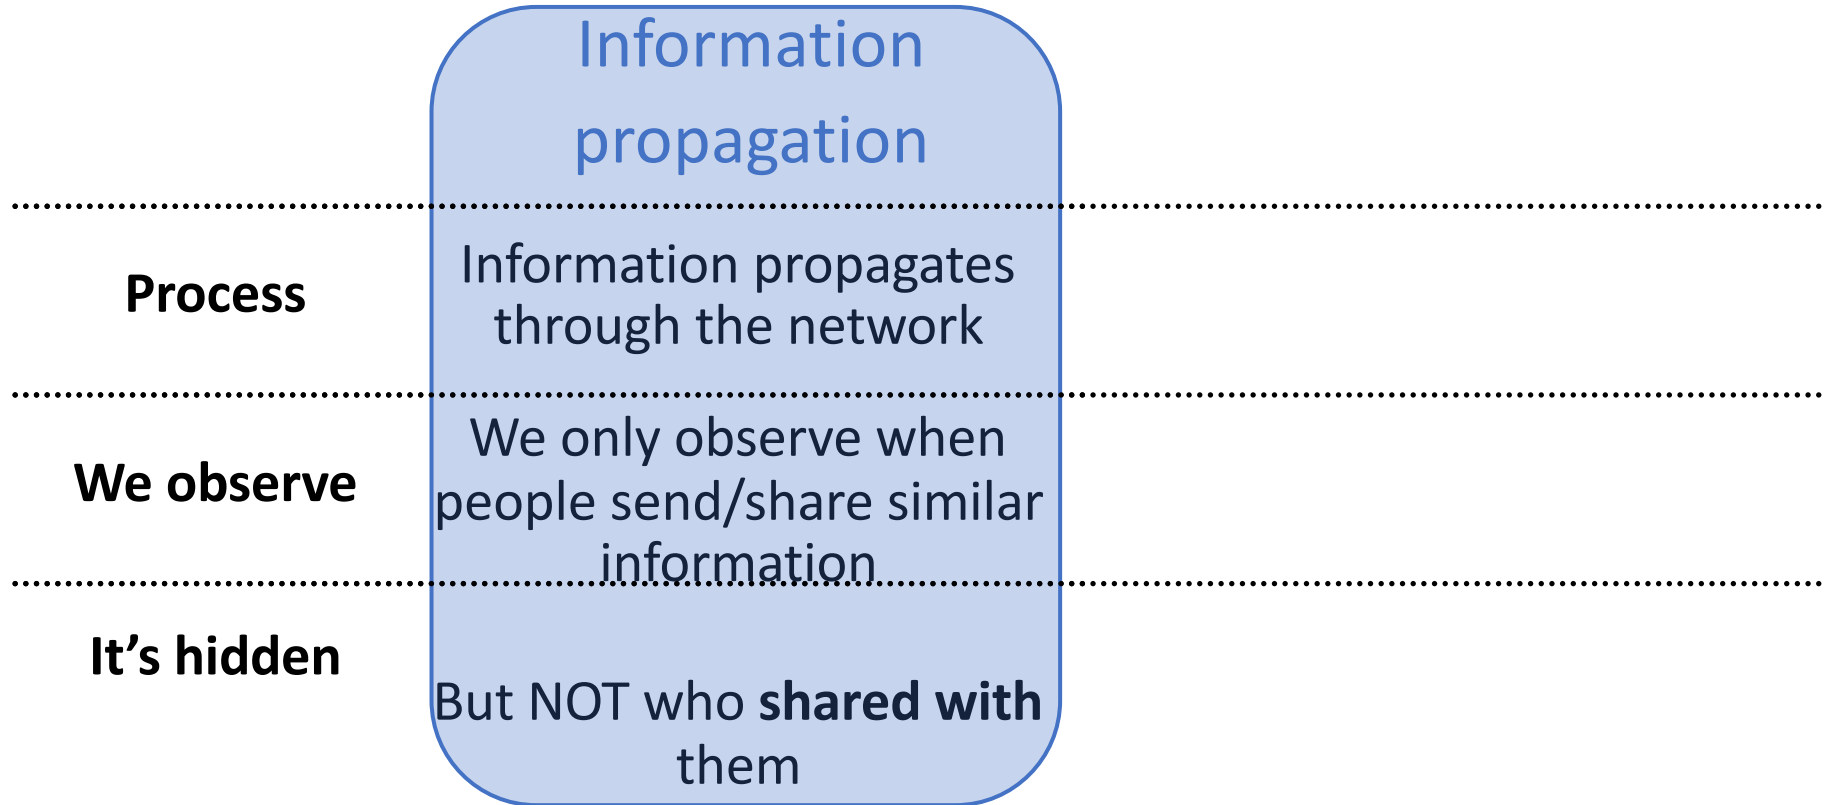 Information
propagation
Process
Information propagates
through the network
We observe
We only observe when
people send/share similar
information
It’s hidden
But NOT who shared with
them